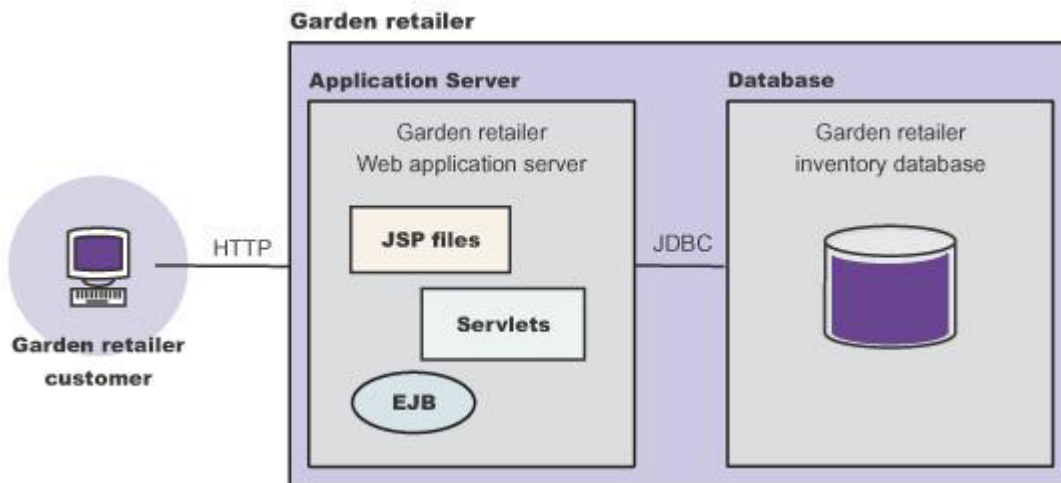 Garden retailer
Application Server
Database
Garden retailer
Web application server
Garden retailer
inventory database
JSP files
HTTP
JDBC
Servlets
Garden retailer
customer
EJB